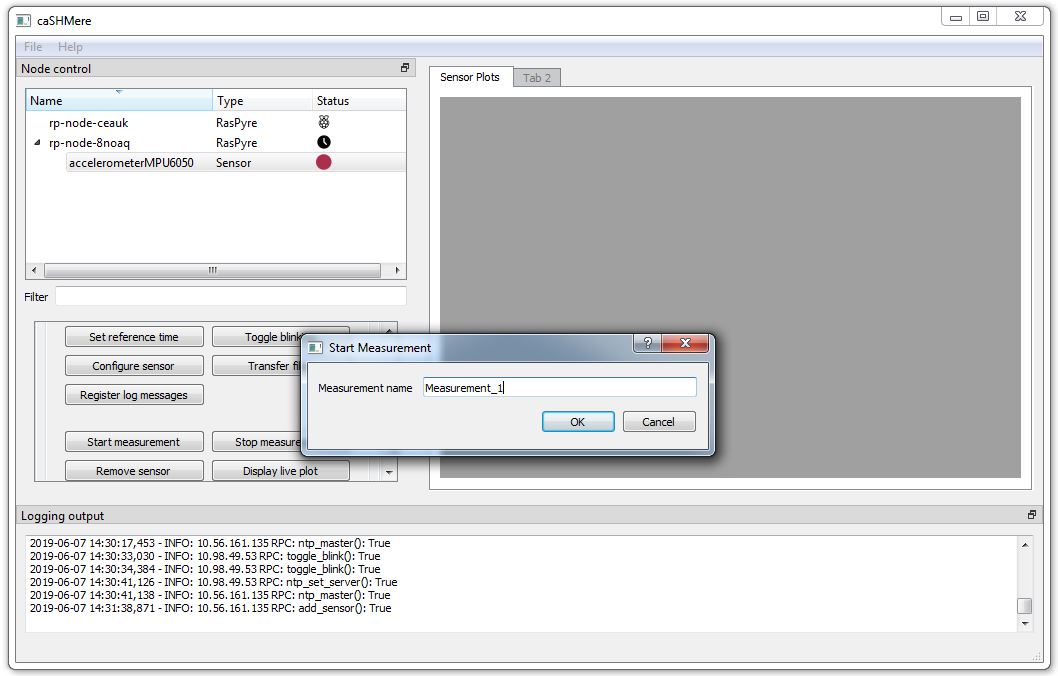 caSHMere
File Help
Node control
Name Type Status
rp-node-ceauk RasPyre
rp-node-8noaq RasPyre
accelerometerMPU6050 Sensor
Filter
Set reference time Toggle blink
Configure sensor Transfer fil
Register log messages
Start measurement Stop measure
Remove sensor Display live plot
Sensor Plots Tab 2
Start Measurement ?
Measurement name Measurement_1
OK Cancel
Logging output
2019-06-07 14:30:17,453 - INFO: 10.56.161.135 RPC: ntp_master(): True
2019-06-07 14:30:33,030 - INFO: 10.98.49.53 RPC: toggle_blink(): True
2019-06-07 14:30:34,384 - INFO: 10.98.49.53 RPC: toggle_blink(): True
2019-06-07 14:30:41,126 - INFO: 10.98.49.53 RPC: ntp_set_server(): True
2019-06-07 14:30:41,138 - INFO: 10.56.161.135 RPC: ntp_master(): True
2019-06-07 14:31:38,871 - INFO: 10.56.161.135 RPC: add_sensor(): True